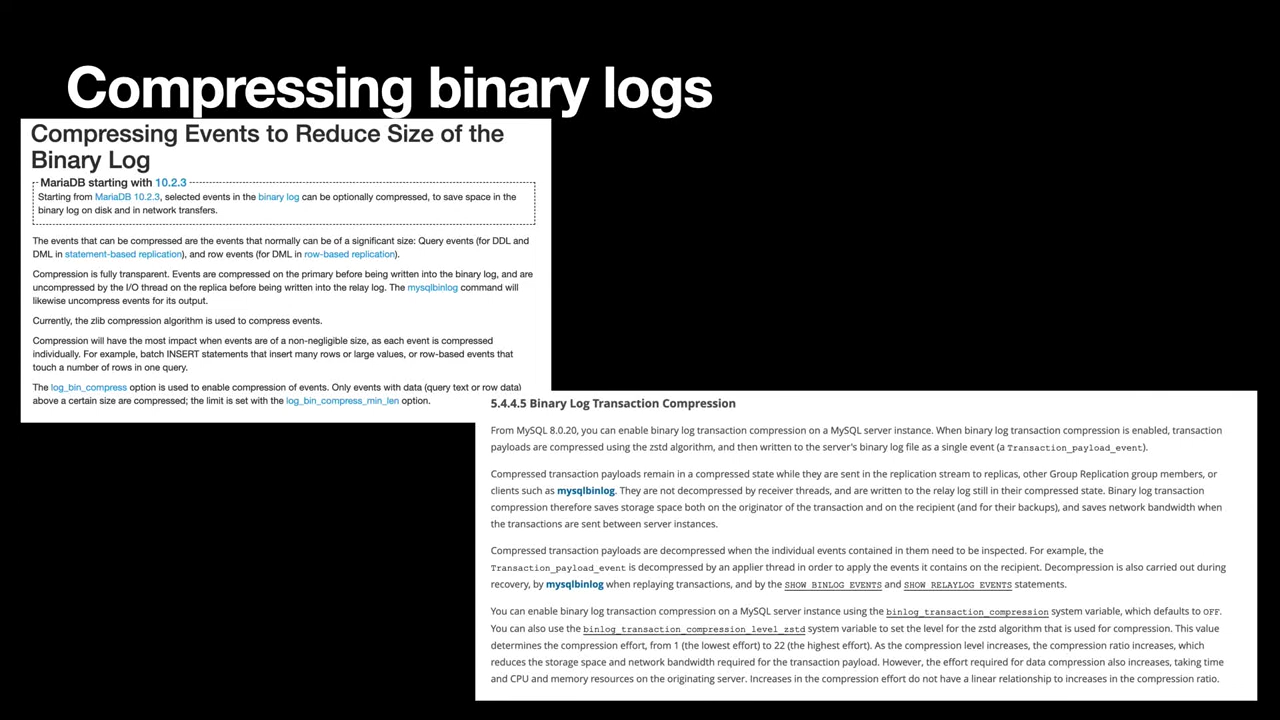 Compressing binary logs
Compressing Events to Reduce Size of the
Binary Log
MariaDB starting with 10.2.3
Starting from MariaDB 10.2.3, selected events in the binary log can be optionally compressed, to save space in the
binary log on disk and in network transfers.
The events that can be compressed are the events that normally can be of a significant size: Query events (for DDL and
DML in statement-based replication), and row events (for DML in row-based replication).
Compression is fully transparent. Events are compressed on the primary before being written into the binary log, and are
uncompressed by the I/O thread on the replica before being written into the relay log. The mysqlbinlog command will
likewise uncompress events for its output.
Currently, the zlib compression algorithm is used to compress events.
Compression will have the most impact when events are of a non-negligible size, as each event is compressed
individually. For example, batch INSERT statements that insert many rows or large values, or row-based events that
touch a number of rows in one query.
The log_bin_compress option is used to enable compression of events. Only events with data (query text or row data)
above a certain size are compressed; the limit is set with the log_bin_compress_min_len option.
5.4.4.5 Binary Log Transaction Compression
From MySQL 8.0.20, you can enable binary log transaction compression on a MySQL server instance. When binary log transaction compression is enabled, transaction
payloads are compressed using the zstd algorithm, and then written to the server's binary log file as a single event (a Transaction_payload_event).
Compressed transaction payloads remain in a compressed state while they are sent in the replication stream to replicas, other Group Replication group members, or
clients such as mysqlbinlog. They are not decompressed by receiver threads, and are written to the relay log still in their compressed state. Binary log transaction
compression therefore saves storage space both on the originator of the transaction and on the recipient (and for their backups), and saves network bandwidth when
the transactions are sent between server instances.
Compressed transaction payloads are decompressed when the individual events contained in them need to be inspected. For example, the
Transaction_payload_event is decompressed by an applier thread in order to apply the events it contains on the recipient. Decompression is also carried out during
recovery, by mysqlbinlog when replaying transactions, and by the SHOW BINLOG EVENTS and SHOW RELAYLOG EVENTS statements.
You can enable binary log transaction compression on a MySQL server instance using the binlog_transaction_compression system variable, which defaults to OFF.
You can also use the binlog_transaction_compression_level_zstd system variable to set the level for the zstd algorithm that is used for compression. This value
determines the compression effort, from 1 (the lowest effort) to 22 (the highest effort). As the compression level increases, the compression ratio increases, which
reduces the storage space and network bandwidth required for the transaction payload. However, the effort required for data compression also increases, taking time
and CPU and memory resources on the originating server. Increases in the compression effort do not have a linear relationship to increases in the compression ratio.